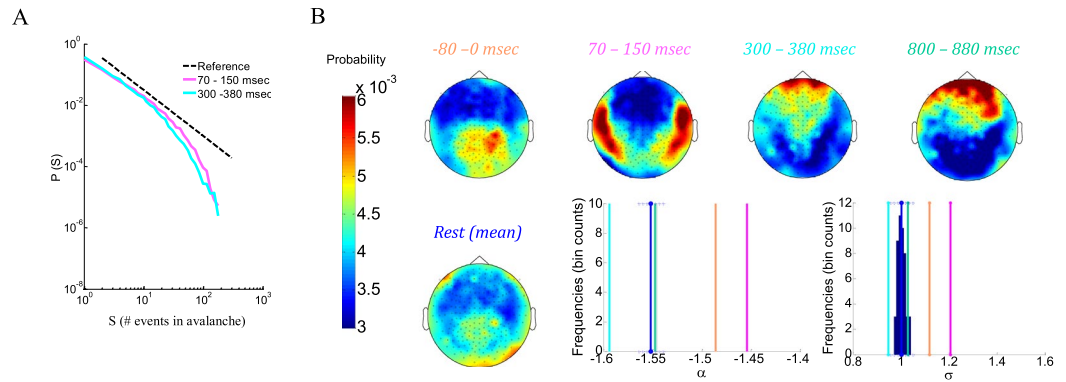 A
B
10^0
10^-2
10^-4
10^-6
10^-8
P (S)
Reference
70 - 150 msec
300 -380 msec
10^0 10^1 10^2 10^3
S (# events in avalanche)
Probability
x 10^-3
6
5.5
5
4.5
4
3.5
3
-80 –0 msec
70 – 150 msec
300 – 380 msec
800 – 880 msec
Rest (mean)
Frequencies (bin counts)
10
8
6
4
2
0
-1.6 -1.55 -1.5 -1.45 -1.4
α
Frequencies (bin counts)
12
10
8
6
4
2
0
0.8 1 1.2 1.4 1.6
σ